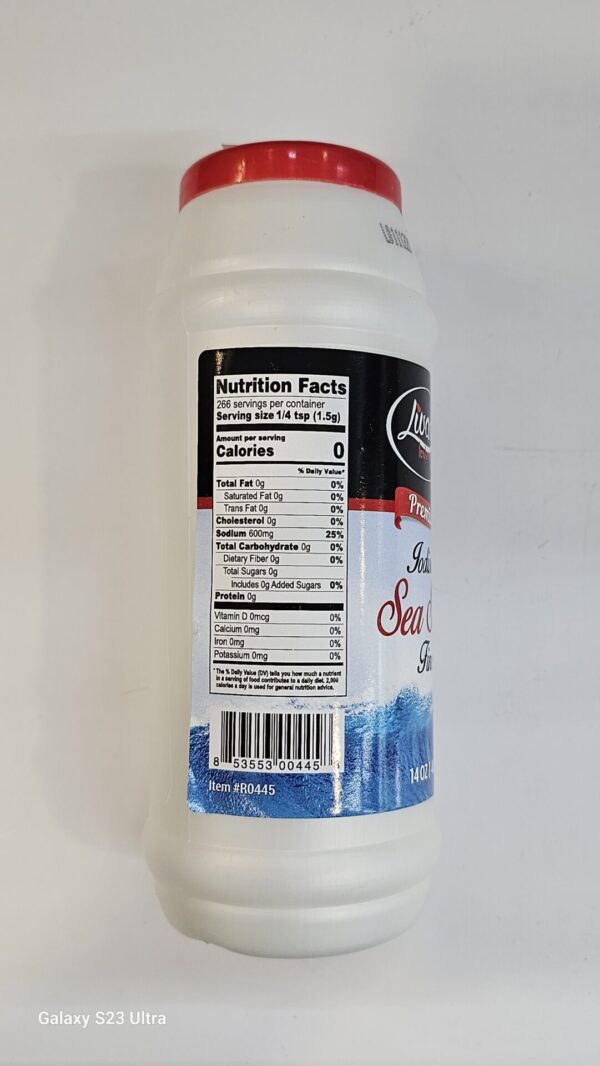 Nutrition Facts
266 servings per container
Serving size 1/4 tsp (1.5g)
Amount per serving
Calories 0
% Daily Value*
Total Fat 0g 0%
Saturated Fat 0g 0%
Trans Fat 0g 0%
Cholesterol 0g 0%
Sodium 600mg 25%
Total Carbohydrate 0g 0%
Dietary Fiber 0g 0%
Total Sugars 0g
Includes 0g Added Sugars 0%
Protein 0g
Vitamin D 0mcg 0%
Calcium 0mg 0%
Iron 0mg 0%
Potassium 0mg 0%
*The % Daily Value (DV) tells you how much a nutrient
in a serving of food contributes to a daily diet. 2,000
calories a day is used for general nutrition advice.
8 53553 00445
Item #R0445
Sea
14 OZ
Galaxy S23 Ultra